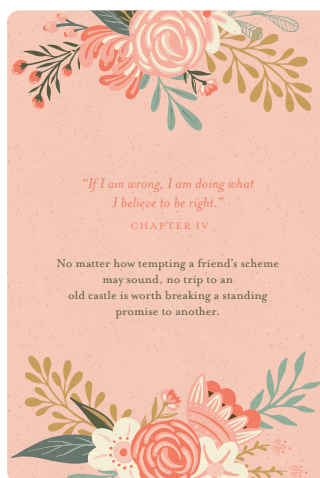 “If I am wrong, I am doing what
I believe to be right.”
CHAPTER IV
No matter how tempting a friend’s scheme
may sound, no trip to an
old castle is worth breaking a standing
promise to another.